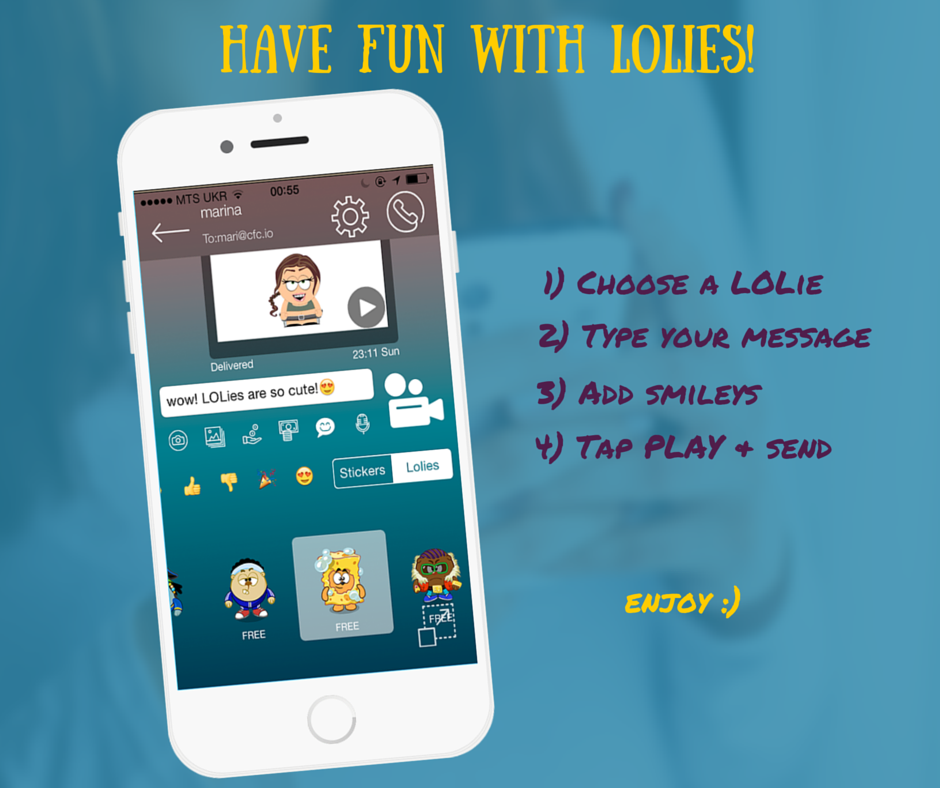 HAVE FUN WITH LOLIES!
MTS UKR 00:55
marina
To:mari@cfc.io
Delivered 23:11 Sun
wow! LOLies are so cute!😍
Stickers Lolies
FREE
FREE
FREE
1) CHOOSE A LOLIE
2) TYPE YOUR MESSAGE
3) ADD SMILEYS
4) TAP PLAY + SEND
ENJOY :)